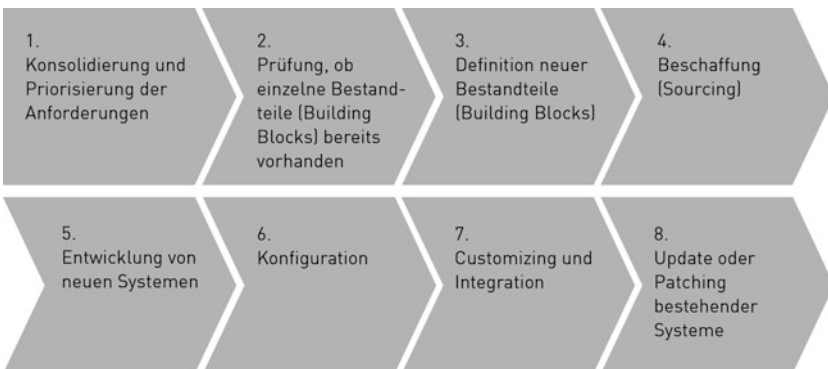 1.
Konsolidierung und
Priorisierung der
Anforderungen
2.
Prüfung, ob
einzelne Bestand-
teile (Building
Blocks) bereits
vorhanden
3.
Definition neuer
Bestandteile
(Building Blocks)
4.
Beschaffung
(Sourcing)
5.
Entwicklung von
neuen Systemen
6.
Konfiguration
7.
Customizing und
Integration
8.
Update oder
Patching
bestehender
Systeme